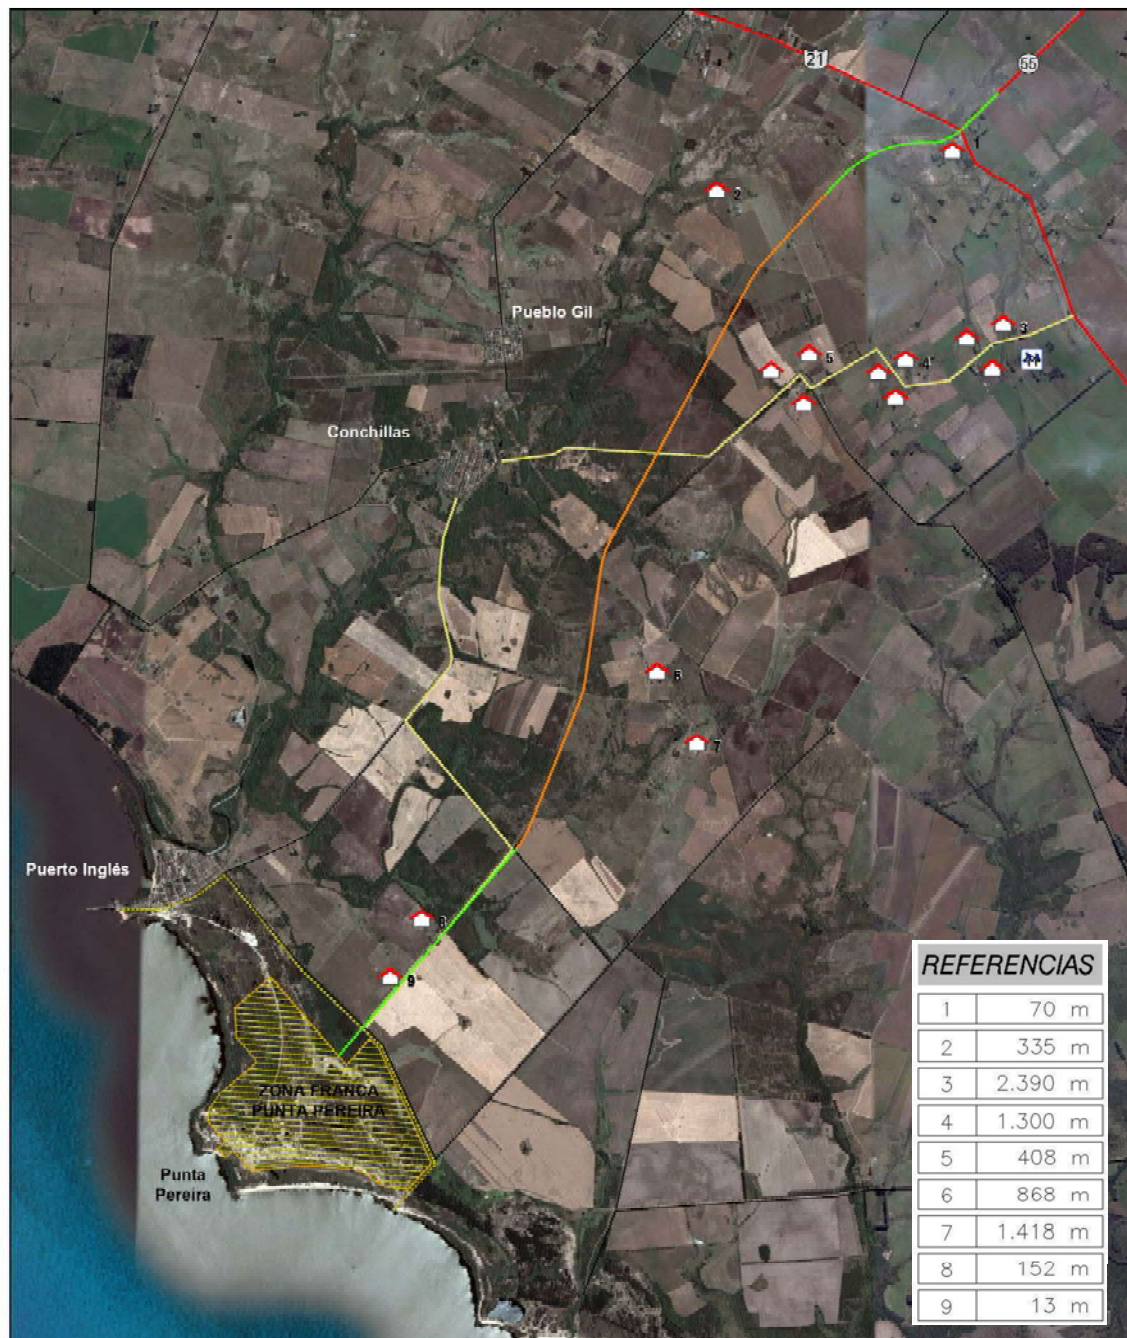 21
55
1
2
Pueblo Gil
3
5
4
Conchillas
6
7
Puerto Inglés
8
9
ZONA FRANCA
PUNTA PEREIRA
Punta
Pereira
REFERENCIAS
1 70 m
2 335 m
3 2.390 m
4 1.300 m
5 408 m
6 868 m
7 1.418 m
8 152 m
9 13 m